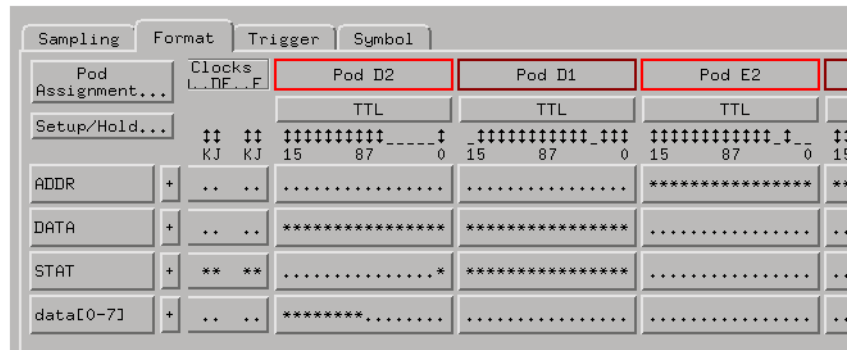 Sampling Format Trigger Symbol
Pod Assignment... Clocks Pod D2 Pod D1 Pod E2
TTL TTL TTL
Setup/Hold...
KJ KJ 15 87 0 15 87 0 15 87 0
ADDR + .. .. ................ ................ ****************  **
DATA + .. .. **************** **************** ................ ..
STAT + ** ** ...............* **************** ................ ..
data[0-7] + .. .. ********........ ................ ................ ..